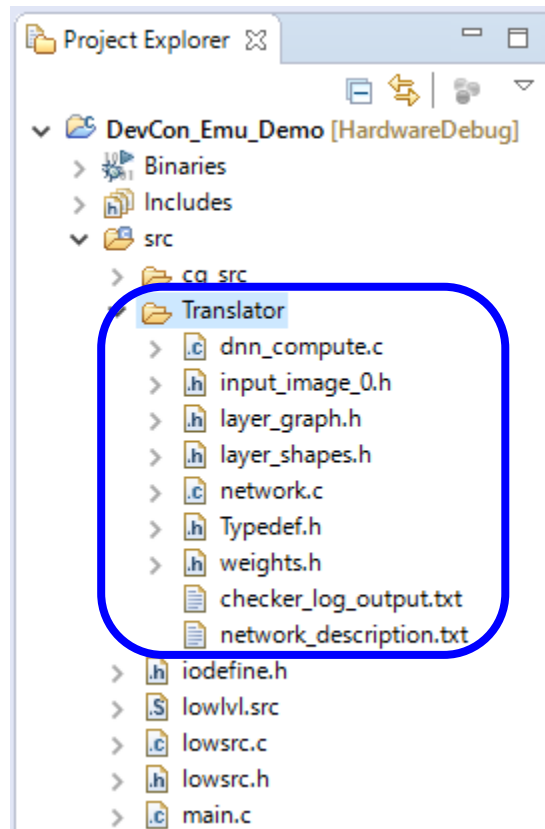 Project Explorer
DevCon_Emu_Demo [HardwareDebug]
Binaries
Includes
src
cg_src
Translator
dnn_compute.c
input_image_0.h
layer_graph.h
layer_shapes.h
network.c
Typedef.h
weights.h
checker_log_output.txt
network_description.txt
iodefine.h
lowlvl.src
lowsrc.c
lowsrc.h
main.c